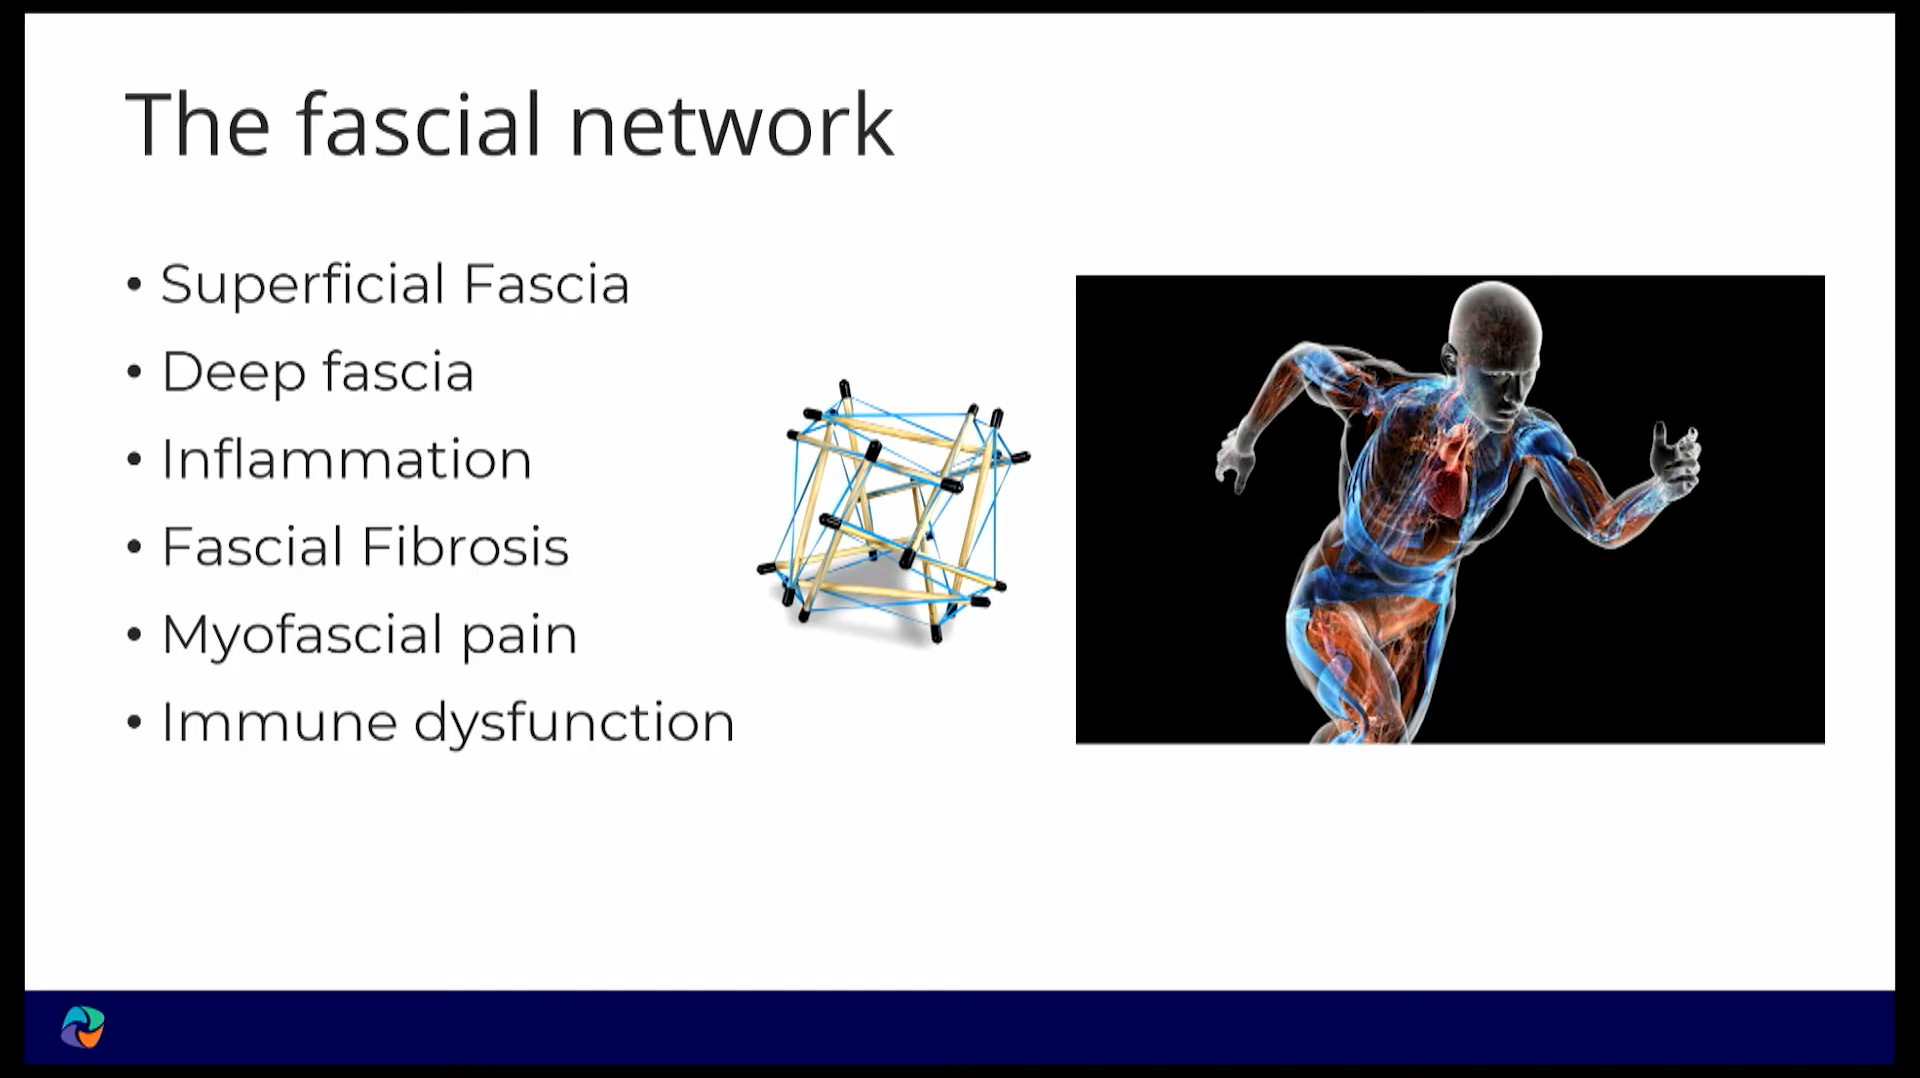 The fascial network
• Superficial Fascia
• Deep fascia
• Inflammation
• Fascial Fibrosis
• Myofascial pain
• Immune dysfunction